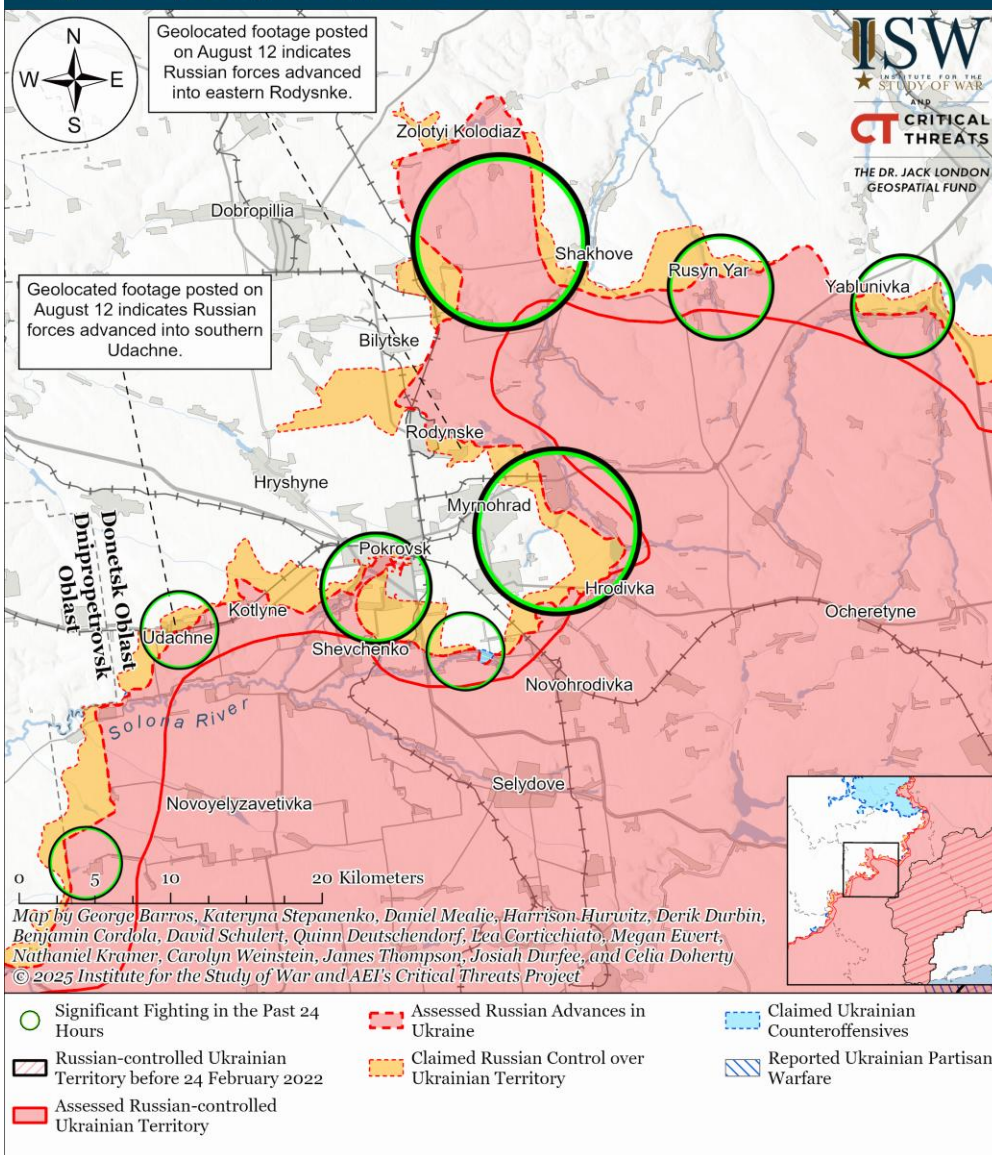 N
W
E
S
Geolocated footage posted
on August 12 indicates
Russian forces advanced
into eastern Rodysnke.
ISW
INSTITUTE FOR THE
STUDY OF WAR
AND
CT CRITICAL
THREATS
THE DR. JACK LONDON
GEOSPATIAL FUND
Zolotyi Kolodiaz
Dobropillia
Shakhove
Rusyn Yar
Yablunivka
Geolocated footage posted on
August 12 indicates Russian
forces advanced into southern
Udachne.
Bilytske
Rodynske
Hryshyne
Myrnohrad
Pokrovsk
Donetsk Oblast
Dnipropetrovsk
Oblast
Kotlyne
Hrodivka
Udachne
Shevchenko
Ocheretyne
Novohrodivka
Solona River
Selydove
Novoyelyzavetivka
0 5 10 20 Kilometers
Map by George Barros, Kateryna Stepanenko, Daniel Mealie, Harrison Hurwitz, Derik Durbin,
Benjamin Cordola, David Schulert, Quinn Deutschendorf, Lea Corticchiato, Megan Ewert,
Nathaniel Kramer, Carolyn Weinstein, James Thompson, Josiah Durfee, and Celia Doherty
© 2025 Institute for the Study of War and AEI's Critical Threats Project
Significant Fighting in the Past 24
Hours
Russian-controlled Ukrainian
Territory before 24 February 2022
Assessed Russian-controlled
Ukrainian Territory
Assessed Russian Advances in
Ukraine
Claimed Russian Control over
Ukrainian Territory
Claimed Ukrainian
Counteroffensives
Reported Ukrainian Partisan
Warfare